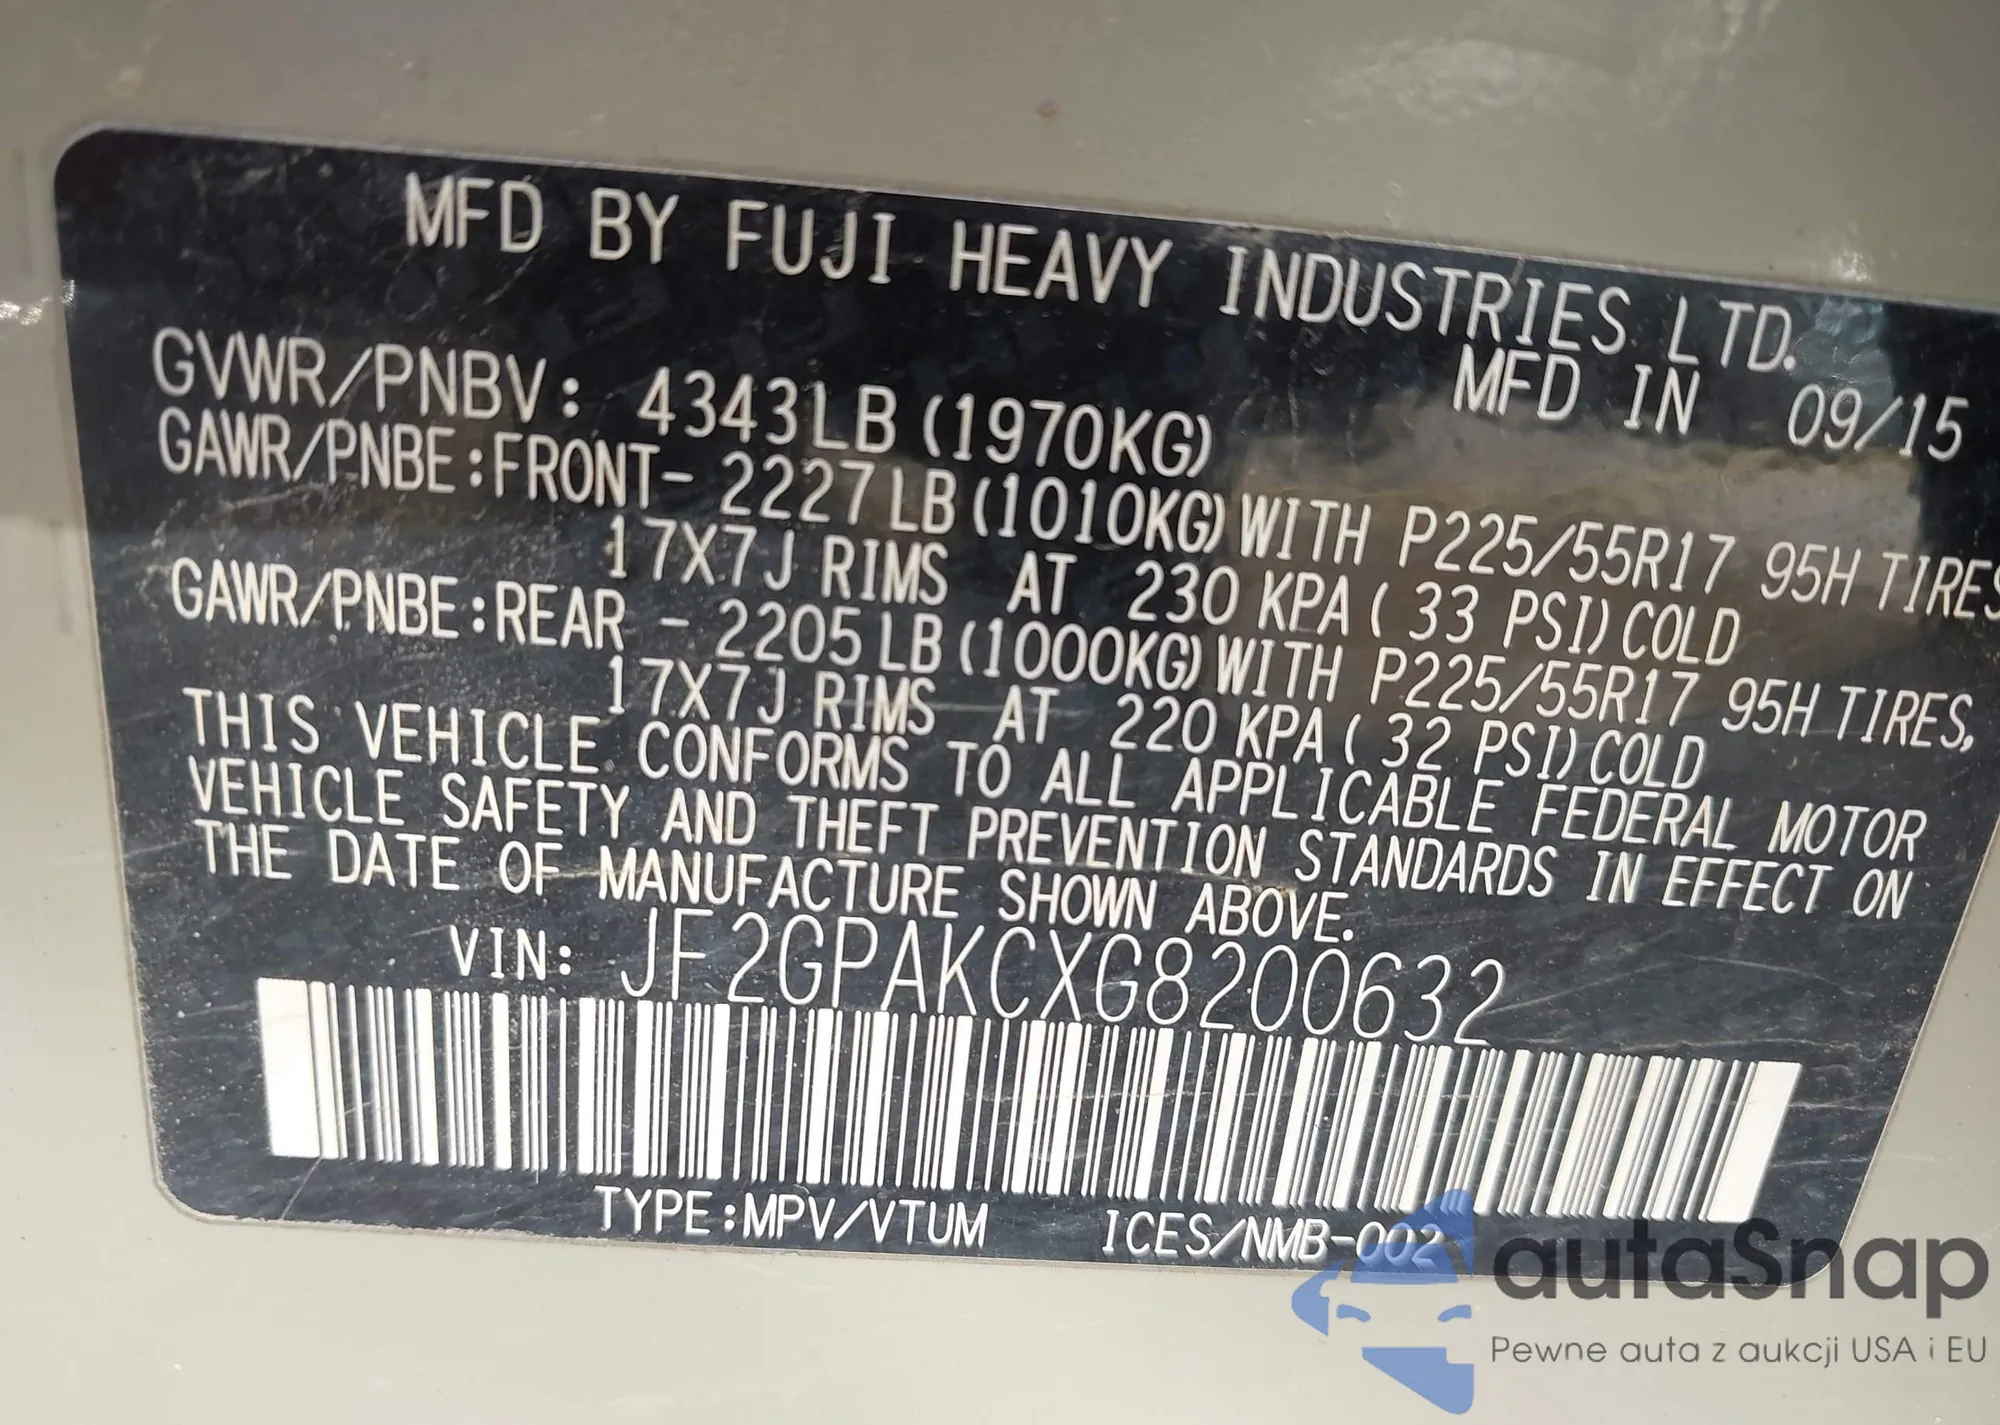 MFD BY FUJI HEAVY INDUSTRIES LTD.
MFD IN 09/15
GVWR/PNBV: 4343LB (1970KG)
GAWR/PNBE:FRONT- 2227LB(1010KG)WITH P225/55R17 95H TIRES
17X7J RIMS AT 230 KPA( 33 PSI)COLD
GAWR/PNBE:REAR - 2205LB(1000KG)WITH P225/55R17 95H TIRES,
17X7J RIMS AT 220 KPA( 32 PSI)COLD
THIS VEHICLE CONFORMS TO ALL APPLICABLE FEDERAL MOTOR
VEHICLE SAFETY AND THEFT PREVENTION STANDARDS IN EFFECT ON
THE DATE OF MANUFACTURE SHOWN ABOVE.
VIN: JF2GPAKCXG8200632
TYPE:MPV/VTUM ICES/NMB-002
autaSnap
Pewne auta z aukcji USA i EU